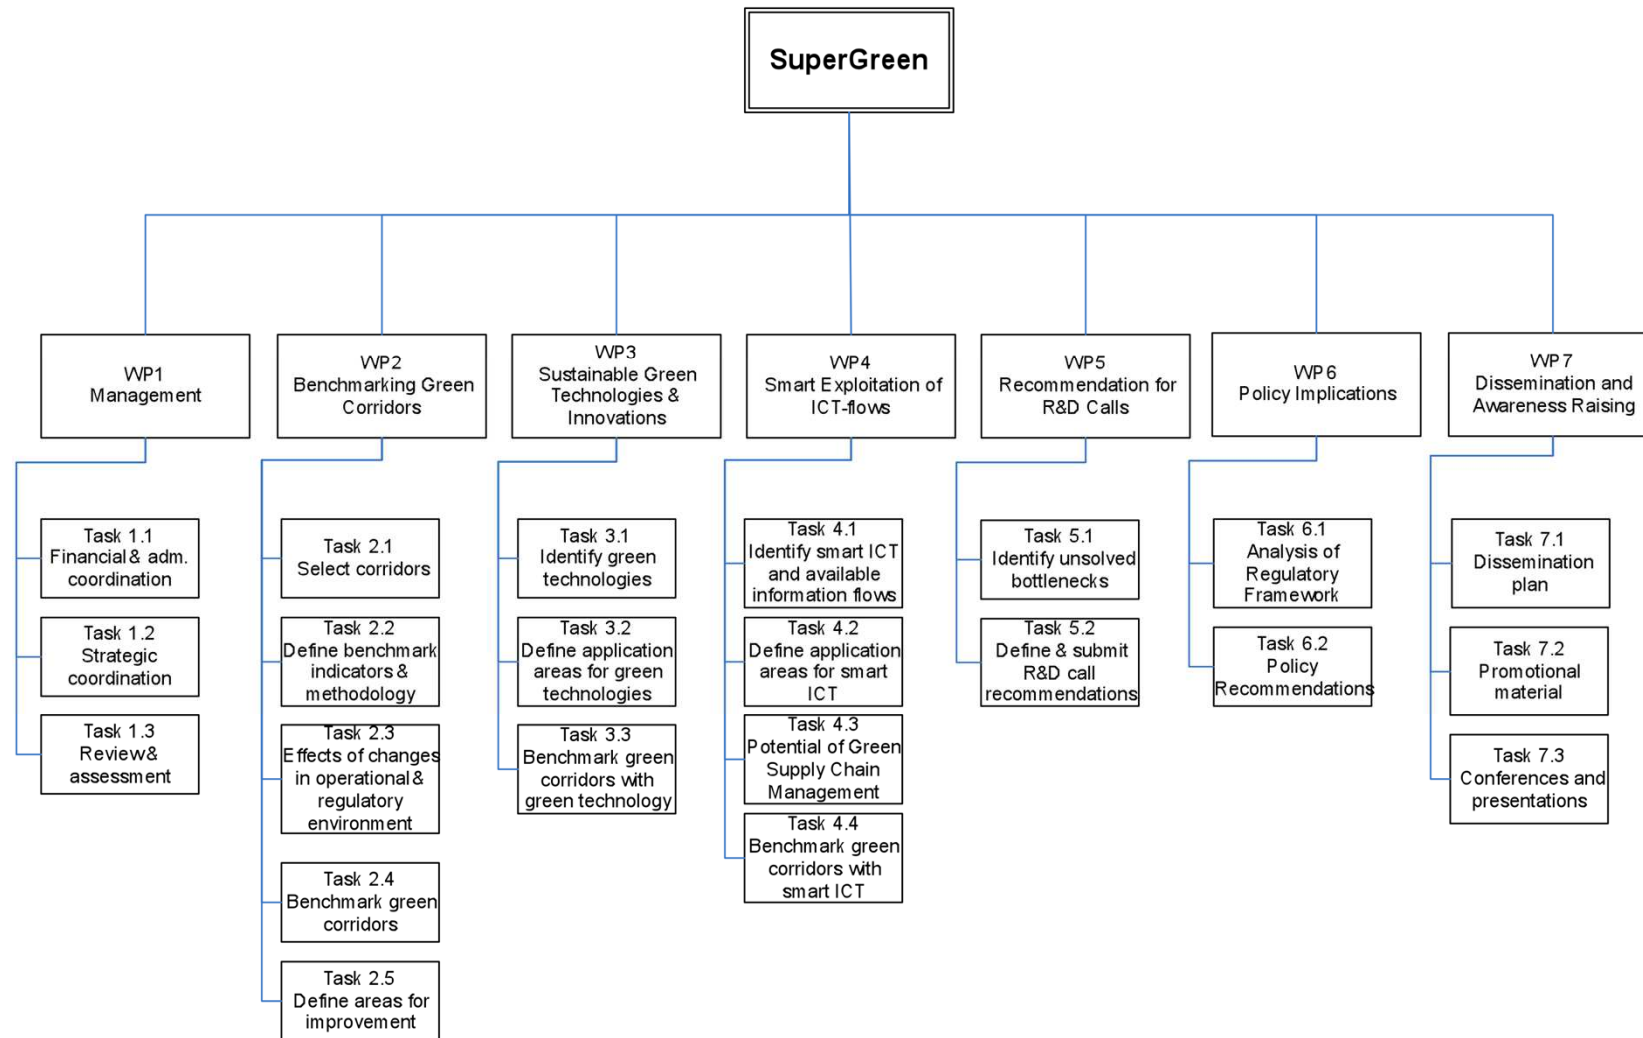 SuperGreen
WP1
Management
WP2
Benchmarking Green
Corridors
WP3
Sustainable Green
Technologies &
Innovations
WP4
Smart Exploitation of
ICT-flows
WP5
Recommendation for
R&D Calls
WP6
Policy Implications
WP7
Dissemination and
Awareness Raising
Task 1.1
Financial & adm.
coordination
Task 1.2
Strategic
coordination
Task 1.3
Review &
assessment
Task 2.1
Select corridors
Task 2.2
Define benchmark
indicators &
methodology
Task 2.3
Effects of changes
in operational &
regulatory
environment
Task 2.4
Benchmark green
corridors
Task 2.5
Define areas for
improvement
Task 3.1
Identify green
technologies
Task 3.2
Define application
areas for green
technologies
Task 3.3
Benchmark green
corridors with
green technology
Task 4.1
Identify smart ICT
and available
information flows
Task 4.2
Define application
areas for smart
ICT
Task 4.3
Potential of Green
Supply Chain
Management
Task 4.4
Benchmark green
corridors with
smart ICT
Task 5.1
Identify unsolved
bottlenecks
Task 5.2
Define & submit
R&D call
recommendations
Task 6.1
Analysis of
Regulatory
Framework
Task 6.2
Policy
Recommendations
Task 7.1
Dissemination
plan
Task 7.2
Promotional
material
Task 7.3
Conferences and
presentations